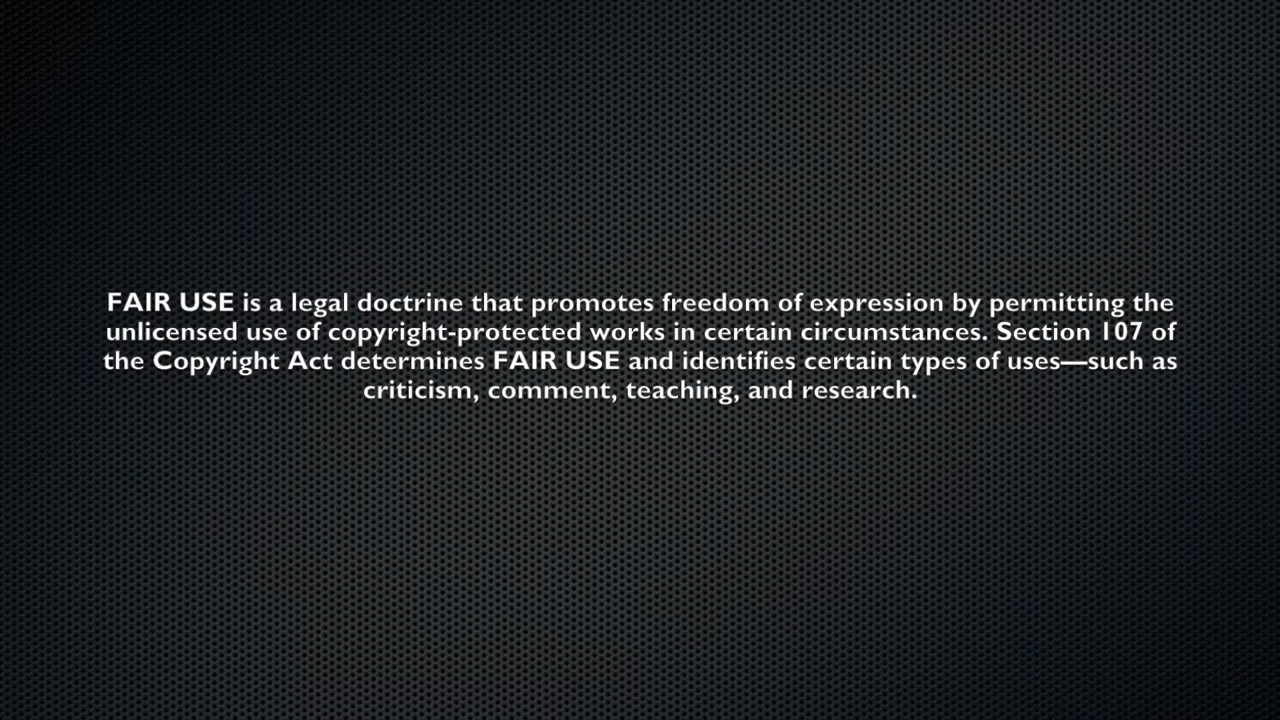 FAIR USE is a legal doctrine that promotes freedom of expression by permitting the
unlicensed use of copyright-protected works in certain circumstances. Section 107 of
the Copyright Act determines FAIR USE and identifies certain types of uses—such as
criticism, comment, teaching, and research.